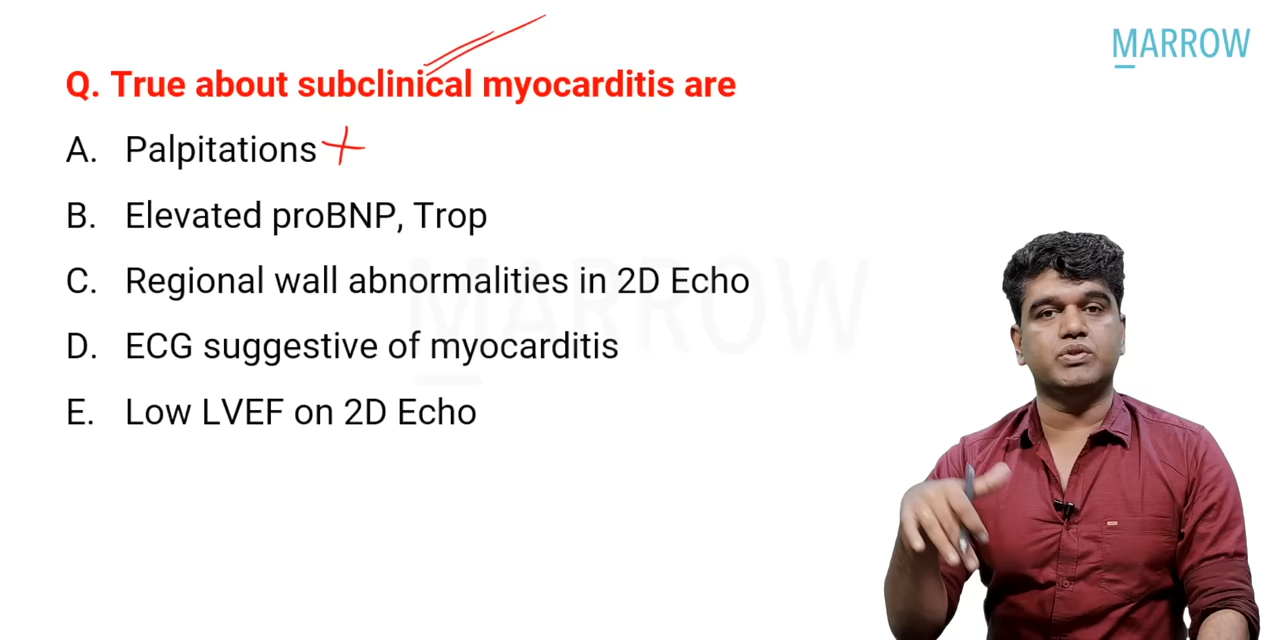 MARROW
Q. True about subclinical myocarditis are
A. Palpitations
B. Elevated proBNP, Trop
C. Regional wall abnormalities in 2D Echo
D. ECG suggestive of myocarditis
E. Low LVEF on 2D Echo
MARROW